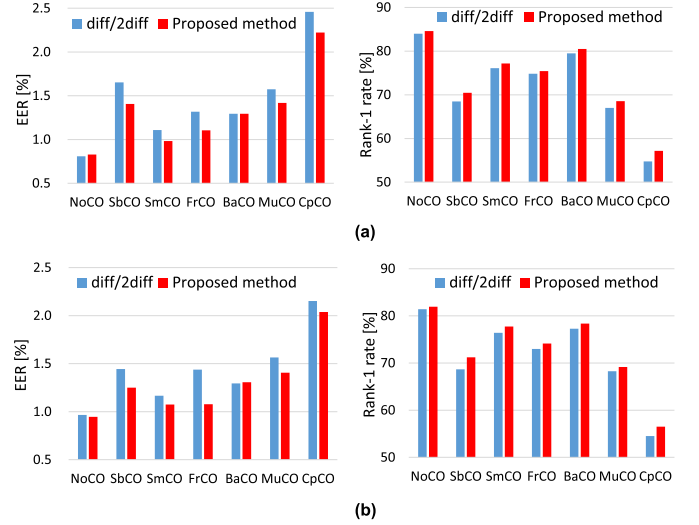 2.5
2.0
1.5
1.0
0.5
EER [%]
diff/2diff Proposed method
NoCO SbCO SmCO FrCO BaCO MuCO CpCO
90
80
70
60
50
Rank-1 rate [%]
diff/2diff Proposed method
NoCO SbCO SmCO FrCO BaCO MuCO CpCO
(a)
2.5
2.0
1.5
1.0
0.5
EER [%]
diff/2diff Proposed method
NoCO SbCO SmCO FrCO BaCO MuCO CpCO
90
80
70
60
50
Rank-1 rate [%]
diff/2diff Proposed method
NoCO SbCO SmCO FrCO BaCO MuCO CpCO
(b)